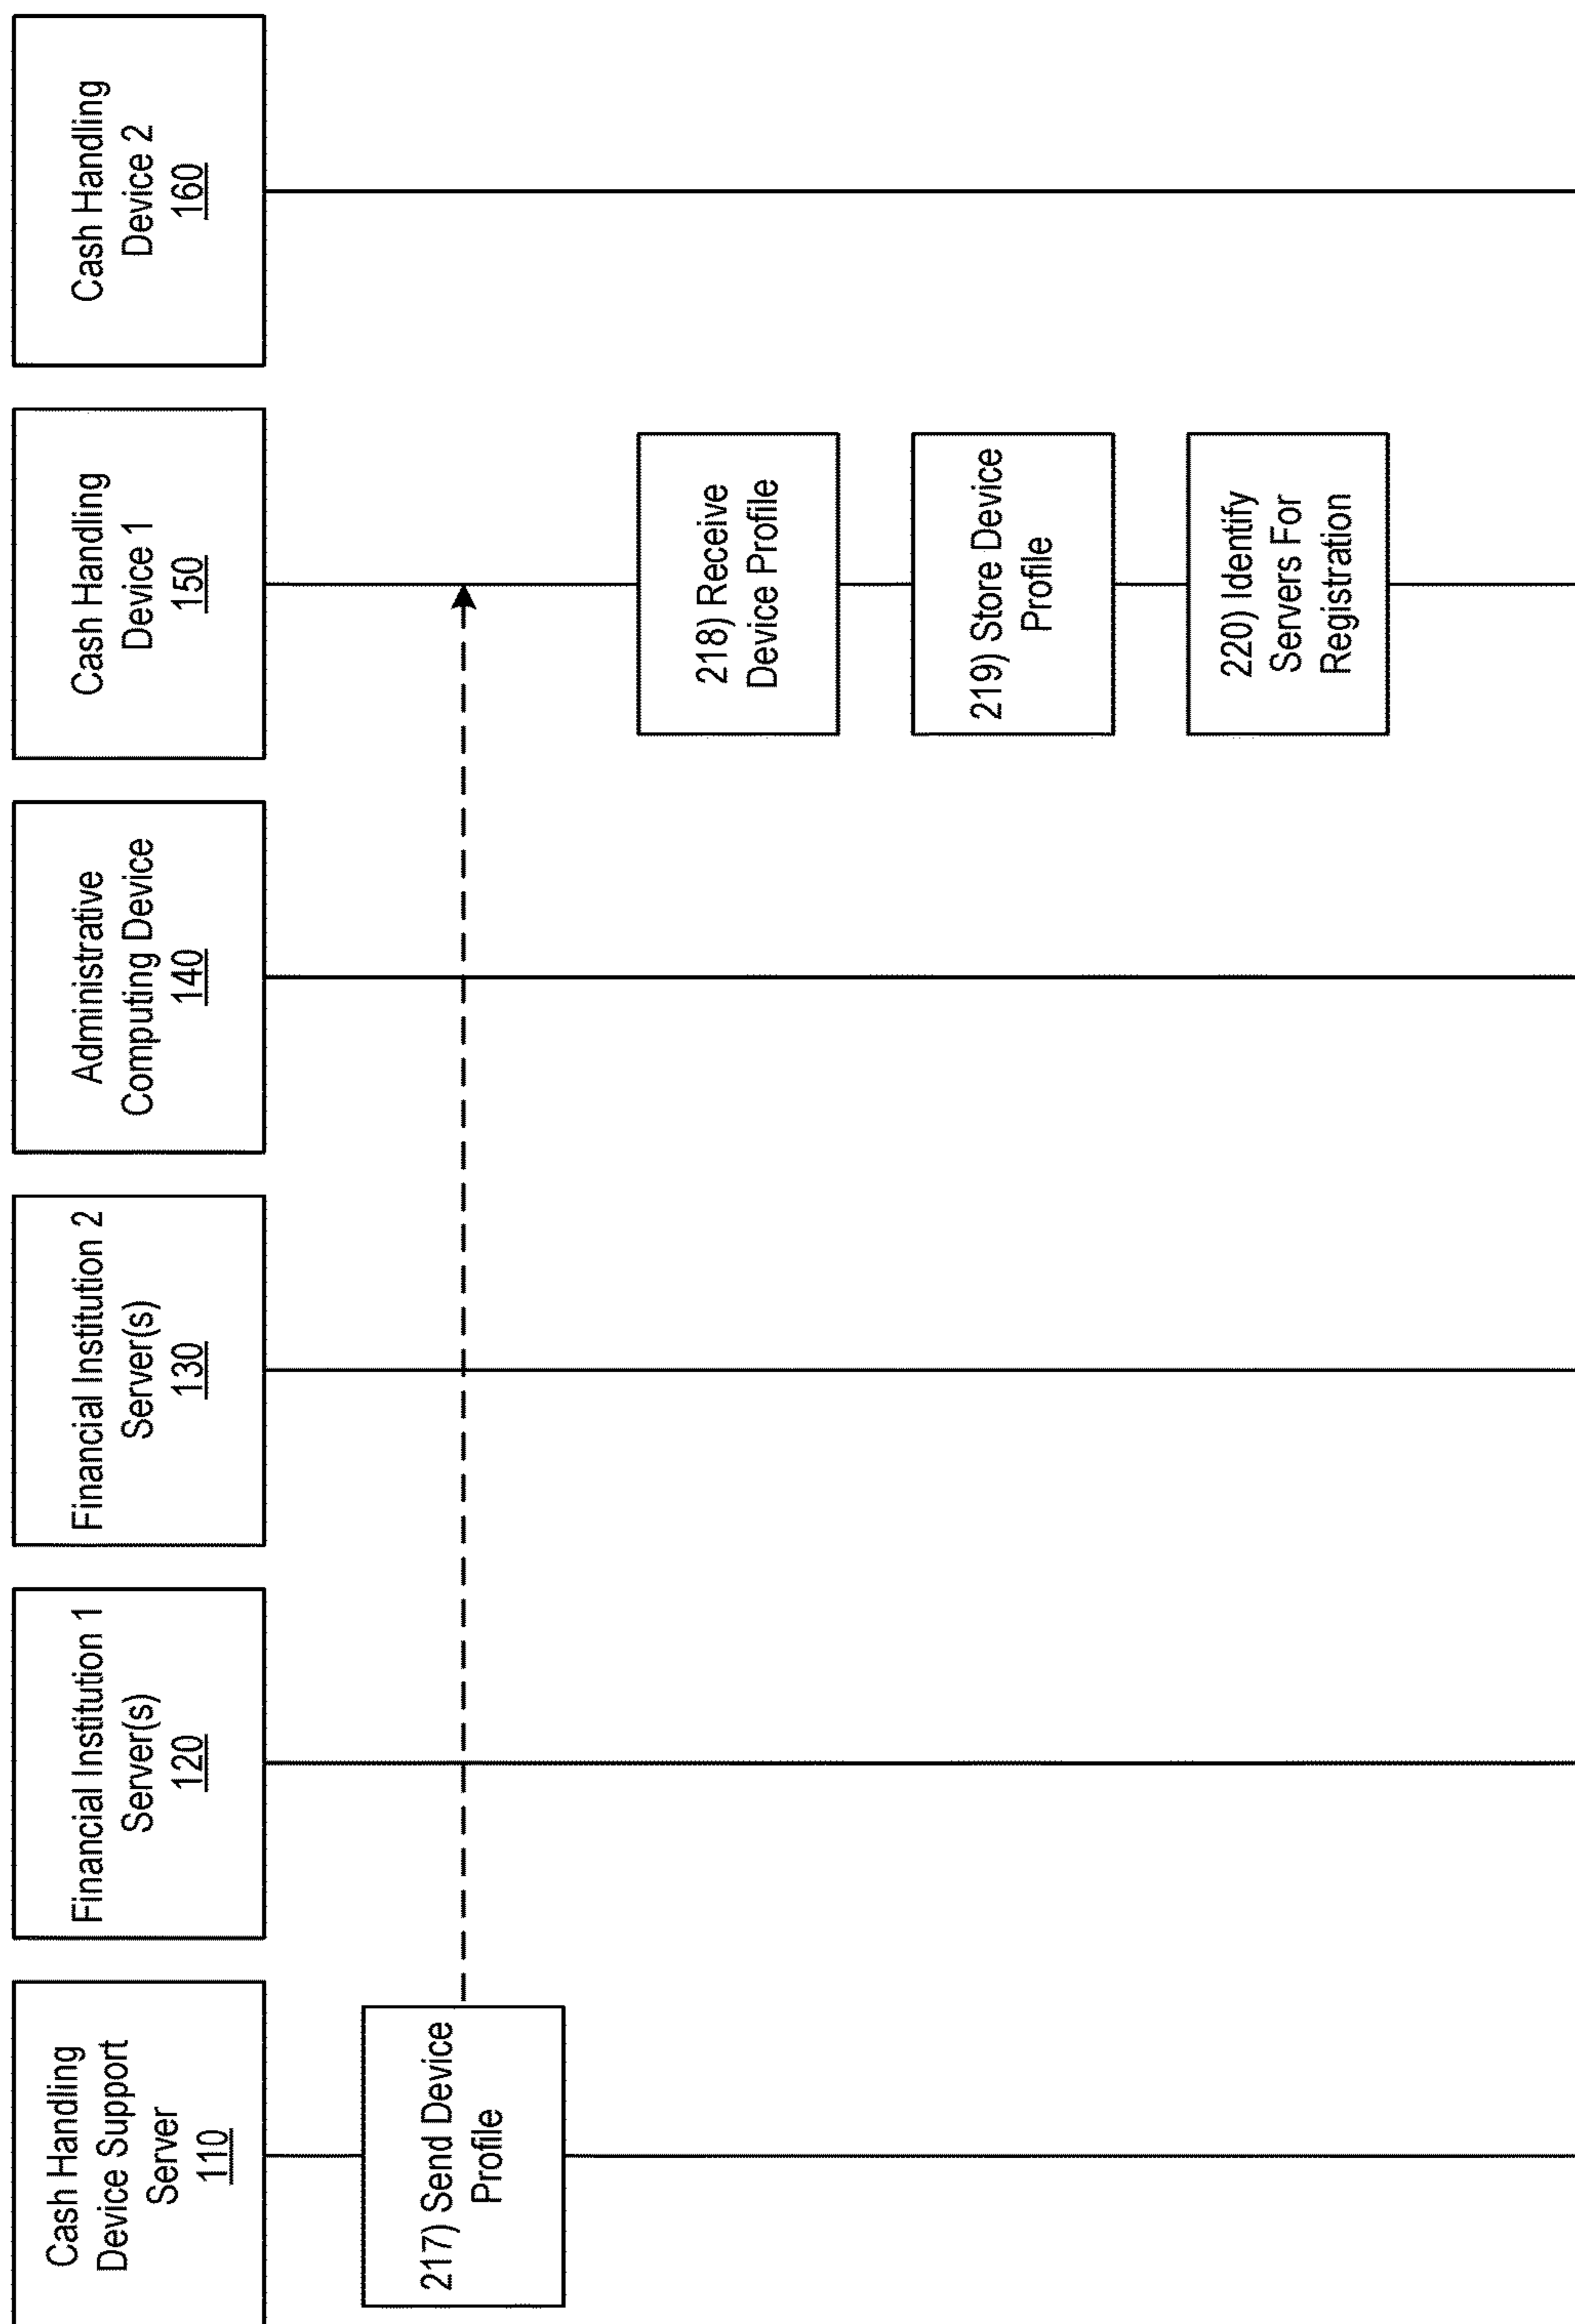 Cash Handling
Device Support
Server
110
Financial Institution 1
Server(s)
120
Financial Institution 2
Server(s)
130
Administrative
Computing Device
140
Cash Handling
Device 1
150
Cash Handling
Device 2
160
217) Send Device
Profile
218) Receive
Device Profile
219) Store Device
Profile
220) Identify
Servers For
Registration